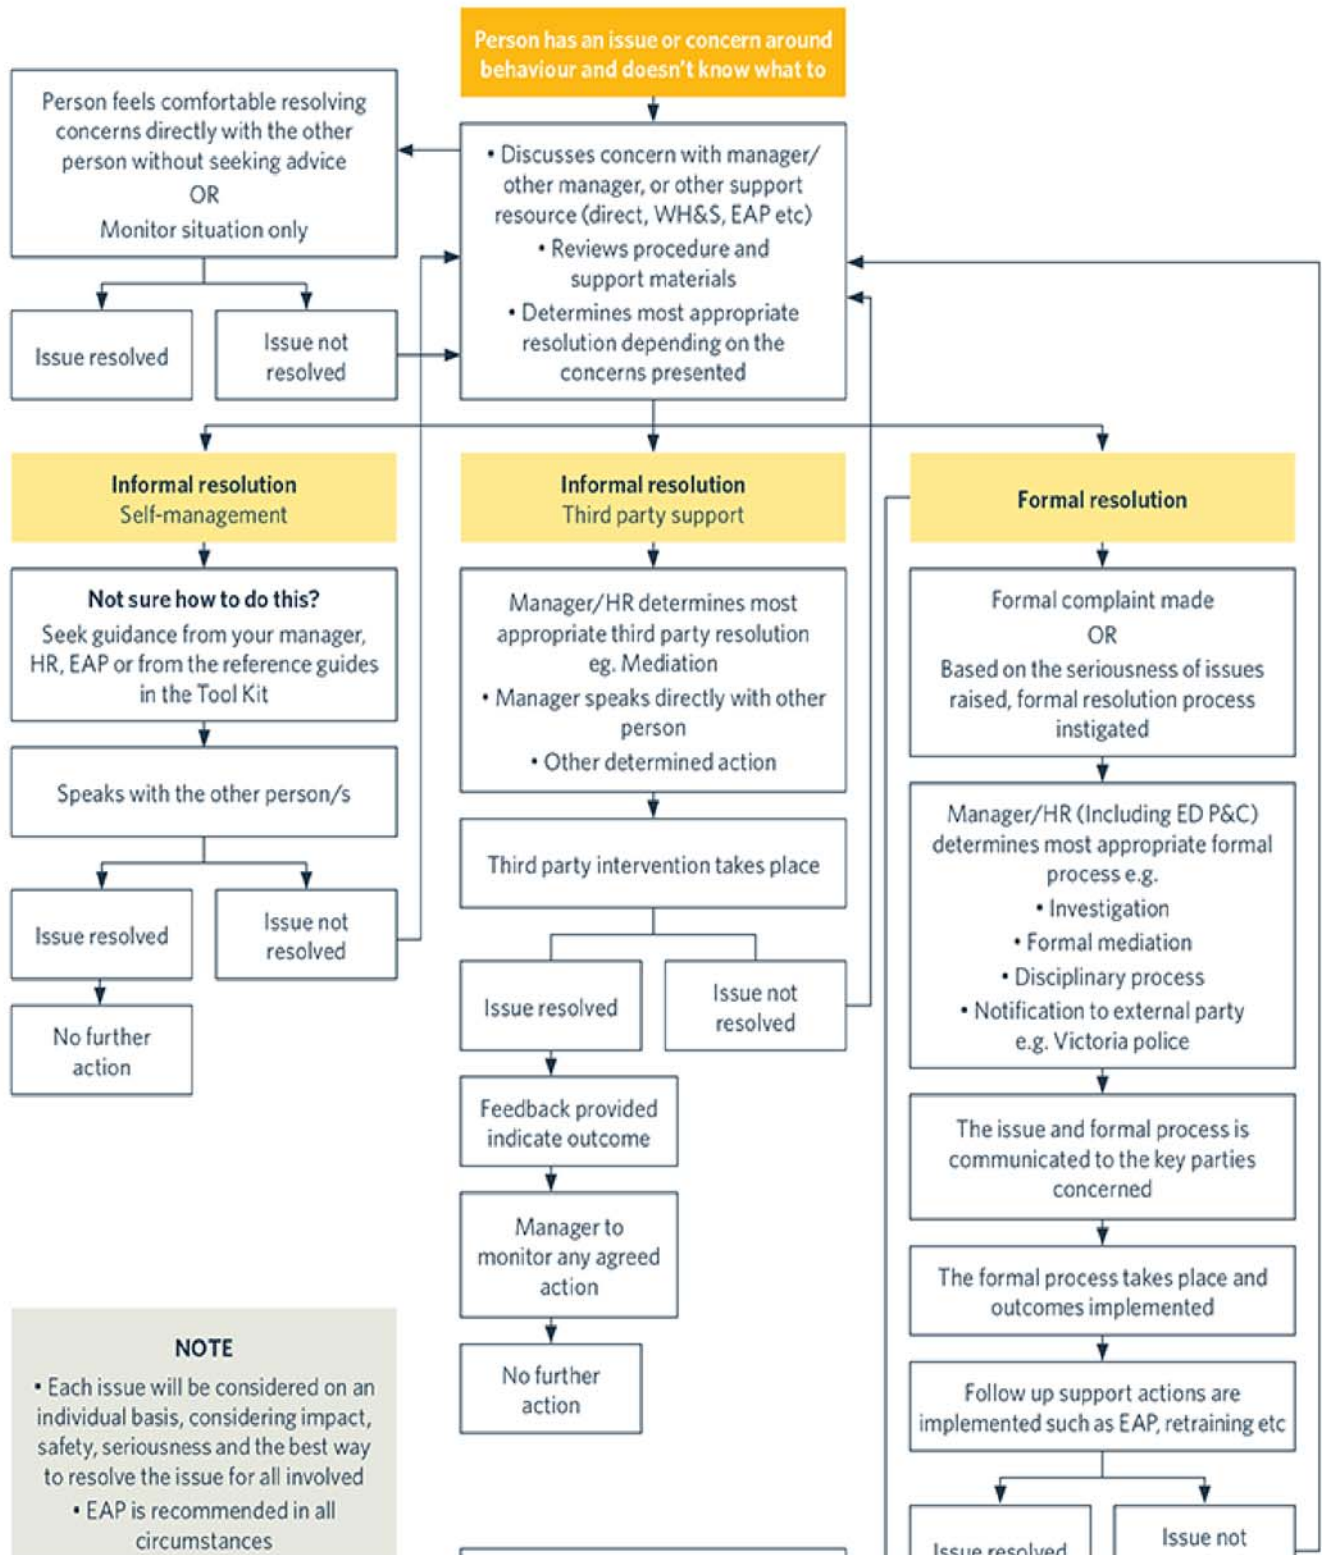 Person has an issue or concern around
behaviour and doesn't know what to
Person feels comfortable resolving
concerns directly with the other
person without seeking advice
OR
Monitor situation only
• Discusses concern with manager/
other manager, or other support
resource (direct, WH&S, EAP etc)
• Reviews procedure and
support materials
• Determines most appropriate
resolution depending on the
concerns presented
Issue resolved
Issue not
resolved
Informal resolution
Self-management
Not sure how to do this?
Seek guidance from your manager,
HR, EAP or from the reference guides
in the Tool Kit
Speaks with the other person/s
Issue resolved
Issue not
resolved
No further
action
Informal resolution
Third party support
Manager/HR determines most
appropriate third party resolution
eg. Mediation
• Manager speaks directly with other
person
• Other determined action
Third party intervention takes place
Issue resolved
Issue not
resolved
Feedback provided
indicate outcome
Manager to
monitor any agreed
action
No further
action
Formal resolution
Formal complaint made
OR
Based on the seriousness of issues
raised, formal resolution process
instigated
Manager/HR (Including ED P&C)
determines most appropriate formal
process e.g.
• Investigation
• Formal mediation
• Disciplinary process
• Notification to external party
e.g. Victoria police
The issue and formal process is
communicated to the key parties
concerned
The formal process takes place and
outcomes implemented
Follow up support actions are
implemented such as EAP, retraining etc
Issue resolved
Issue not
NOTE
• Each issue will be considered on an
individual basis, considering impact,
safety, seriousness and the best way
to resolve the issue for all involved
• EAP is recommended in all
circumstances